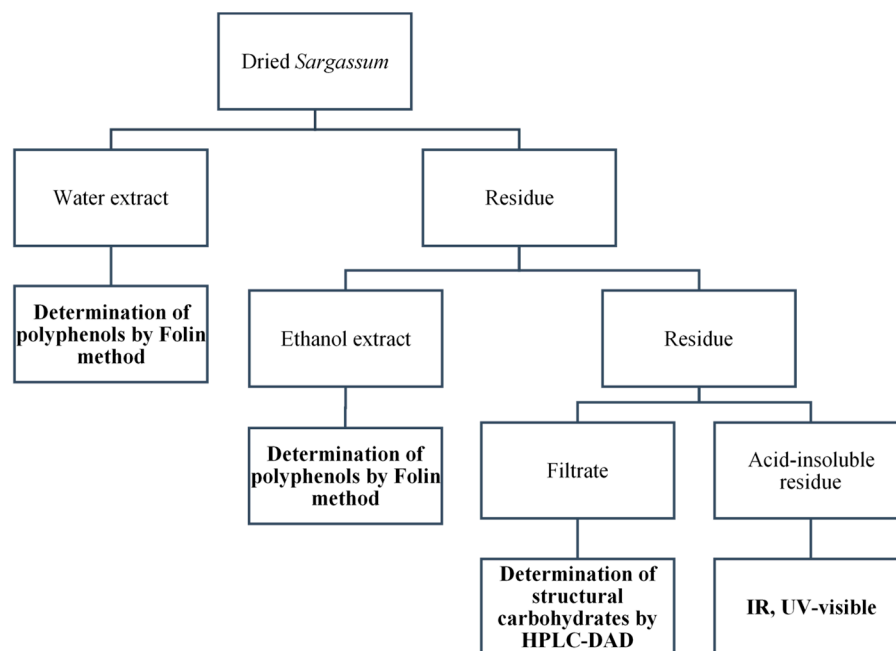 Dried Sargassum
Water extract
Residue
Determination of
polyphenols by Folin
method
Ethanol extract
Residue
Determination of
polyphenols by Folin
method
Filtrate
Acid-insoluble
residue
Determination of
structural
carbohydrates by
HPLC-DAD
IR, UV-visible